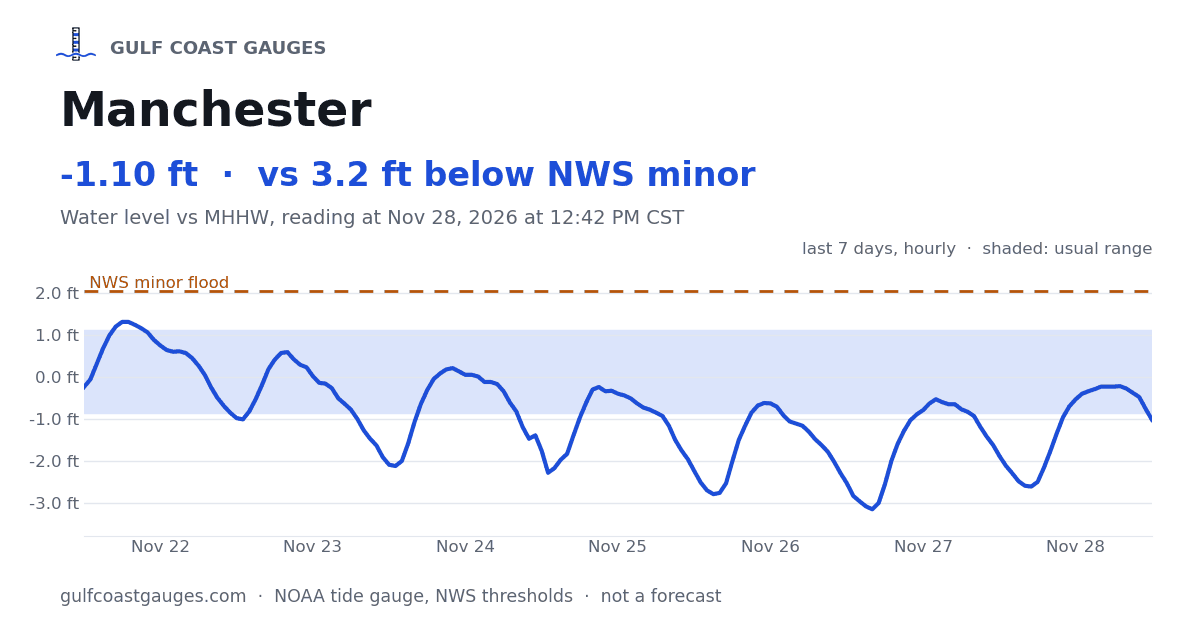 GULF COAST GAUGES
Manchester
-1.10 ft · vs 3.2 ft below NWS minor
Water level vs MHHW, reading at Nov 28, 2026 at 12:42 PM CST
last 7 days, hourly · shaded: usual range
NWS minor flood
2.0 ft
1.0 ft
0.0 ft
-1.0 ft
-2.0 ft
-3.0 ft
Nov 22 Nov 23 Nov 24 Nov 25 Nov 26 Nov 27 Nov 28
gulfcoastgauges.com · NOAA tide gauge, NWS thresholds · not a forecast